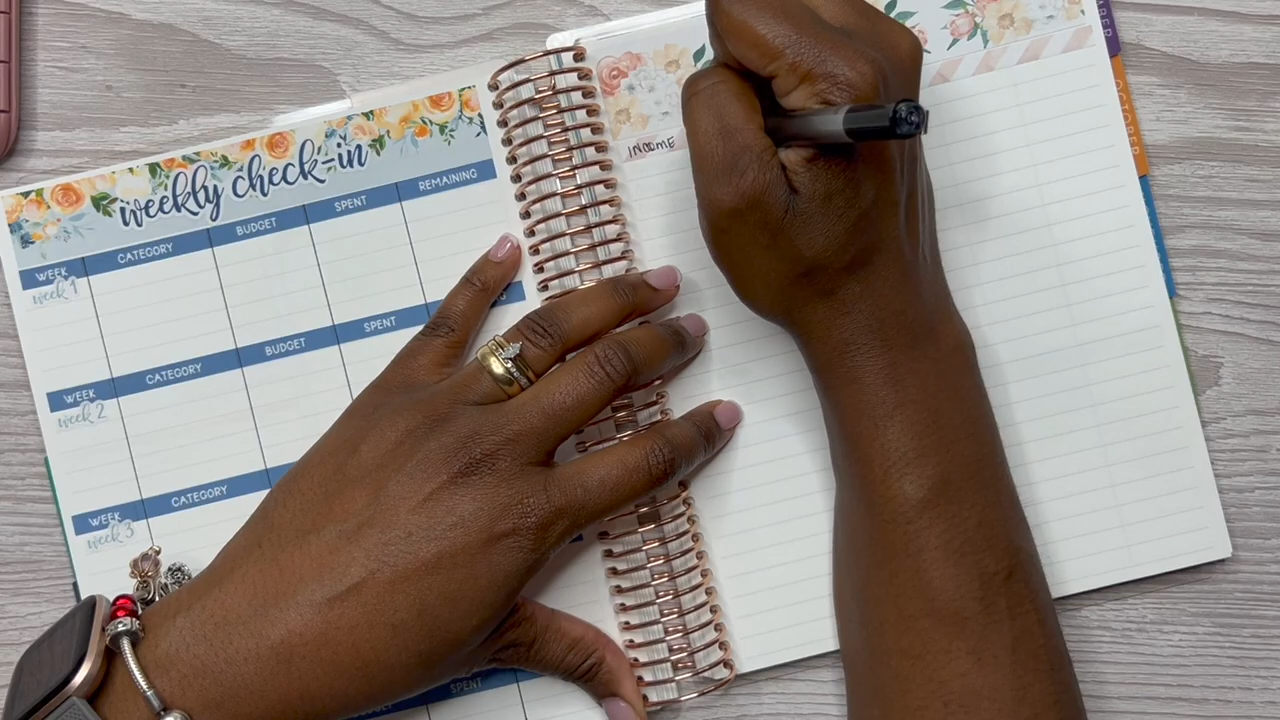 weekly check-in
WEEK CATEGORY BUDGET SPENT REMAINING
week 1
WEEK CATEGORY BUDGET SPENT
week 2
WEEK CATEGORY
week 3
SPENT
INCOME
OCTOBER